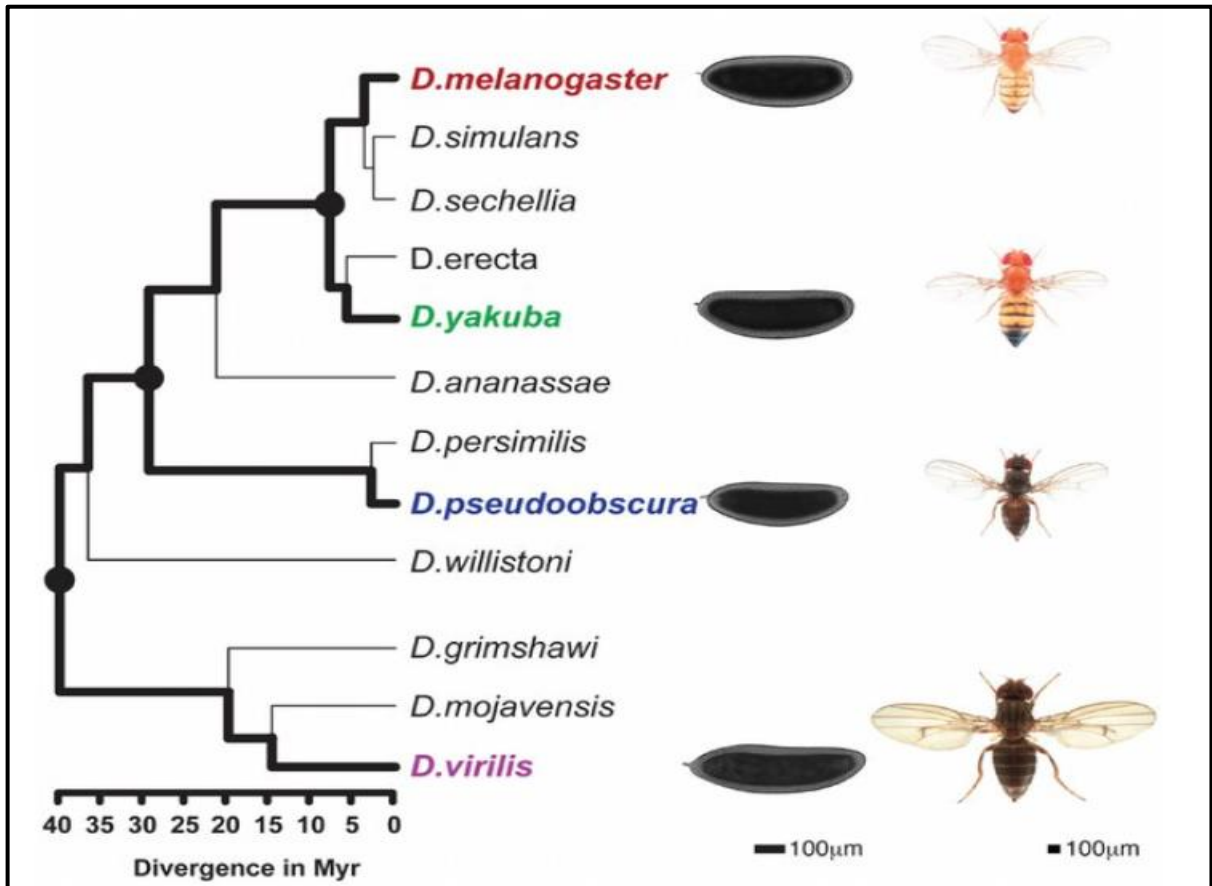 D.melanogaster
D.simulans
D.sechellia
D.erecta
D.yakuba
D.ananassae
D.persimilis
D.pseudoobscura
D.willistoni
D.grimshawi
D.mojavensis
D.virilis
40 35 30 25 20 15 10 5 0
Divergence in Myr
100μm
100μm